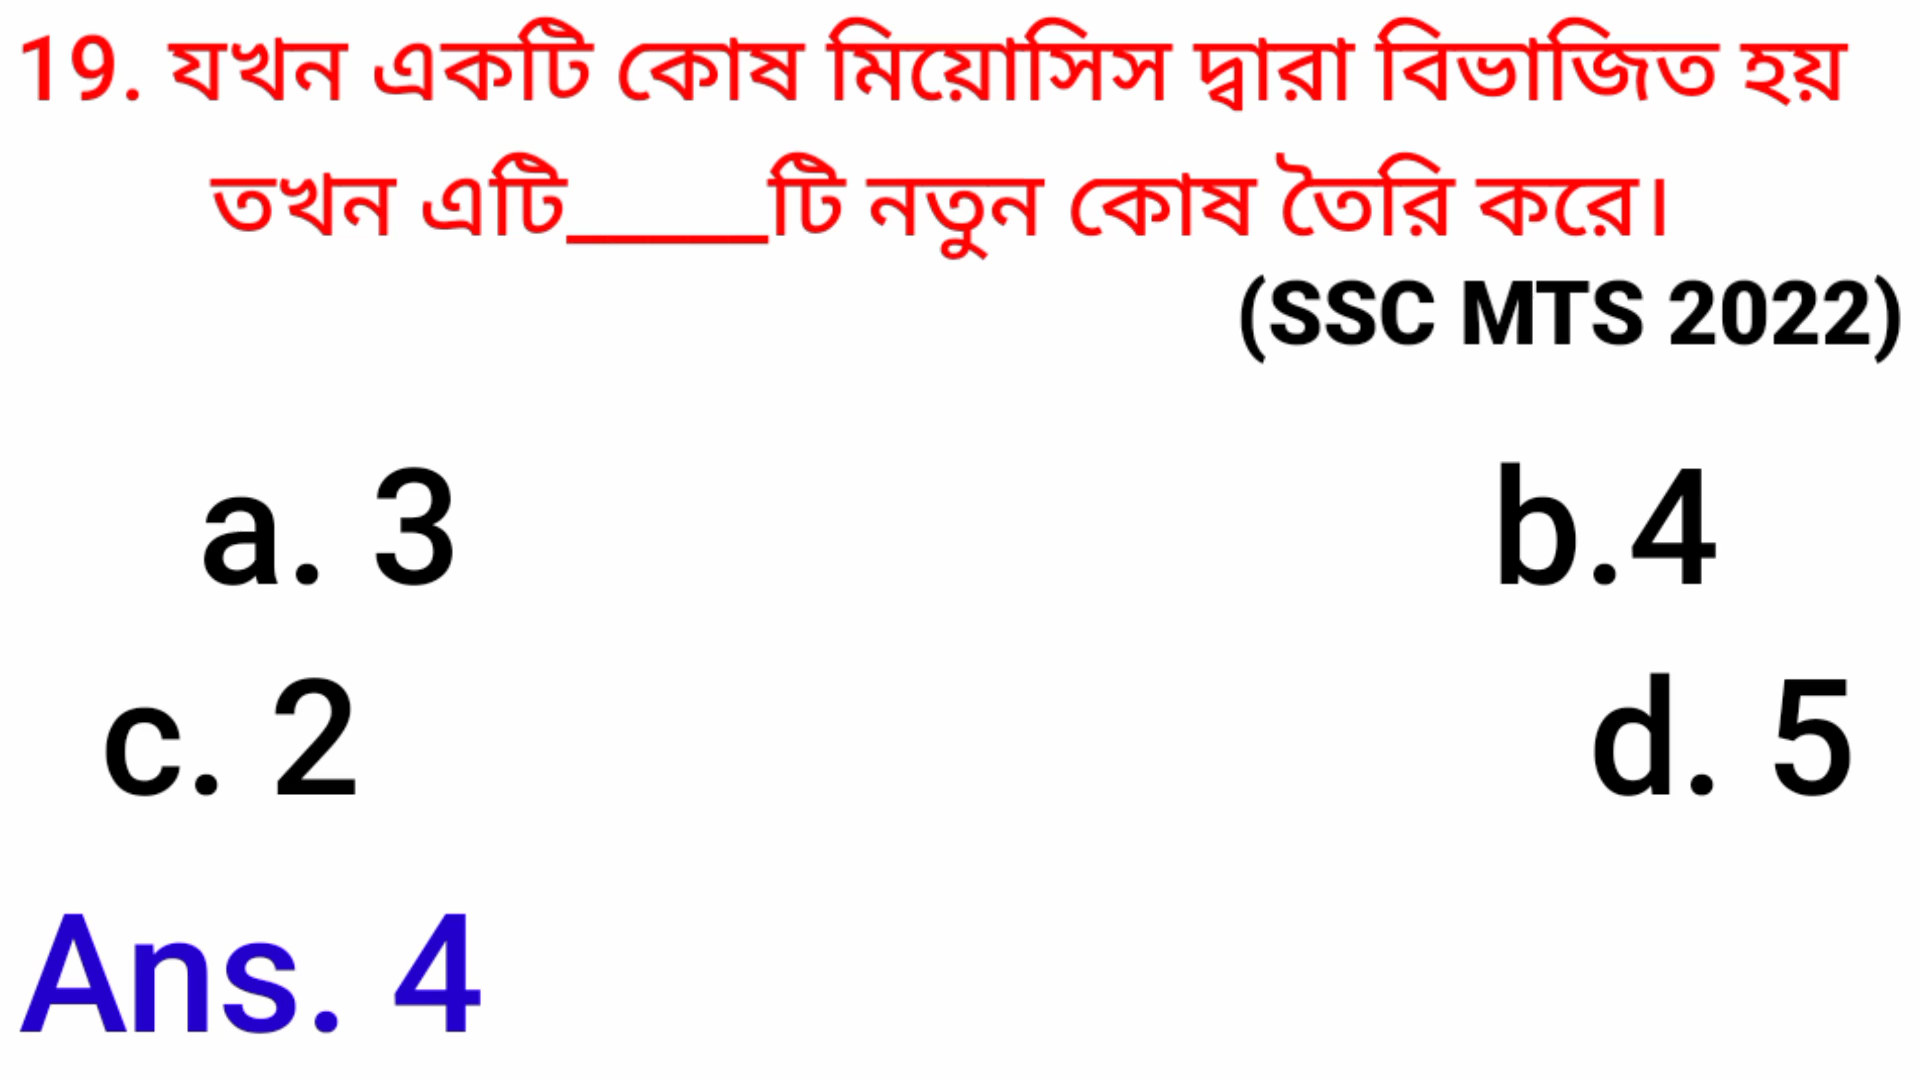 19. যখন একটি কোষ মিয়োসিস দ্বারা বিভাজিত হয়
তখন এটি_____টি নতুন কোষ তৈরি করে।
(SSC MTS 2022)
a. 3 b.4
c. 2 d. 5
Ans. 4